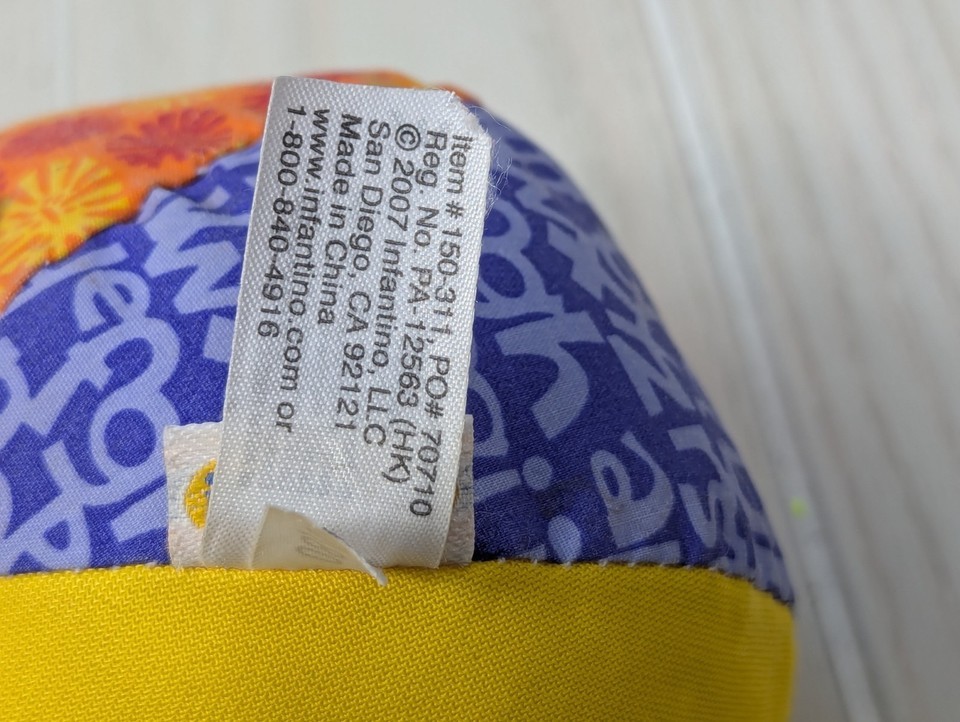 Item # 150-311, PO# 70710
Reg. No. PA-12563 (HK)
© 2007 Infantino, LLC
San Diego, CA 92121
Made in China
www.infantino.com or
1-800-840-4916